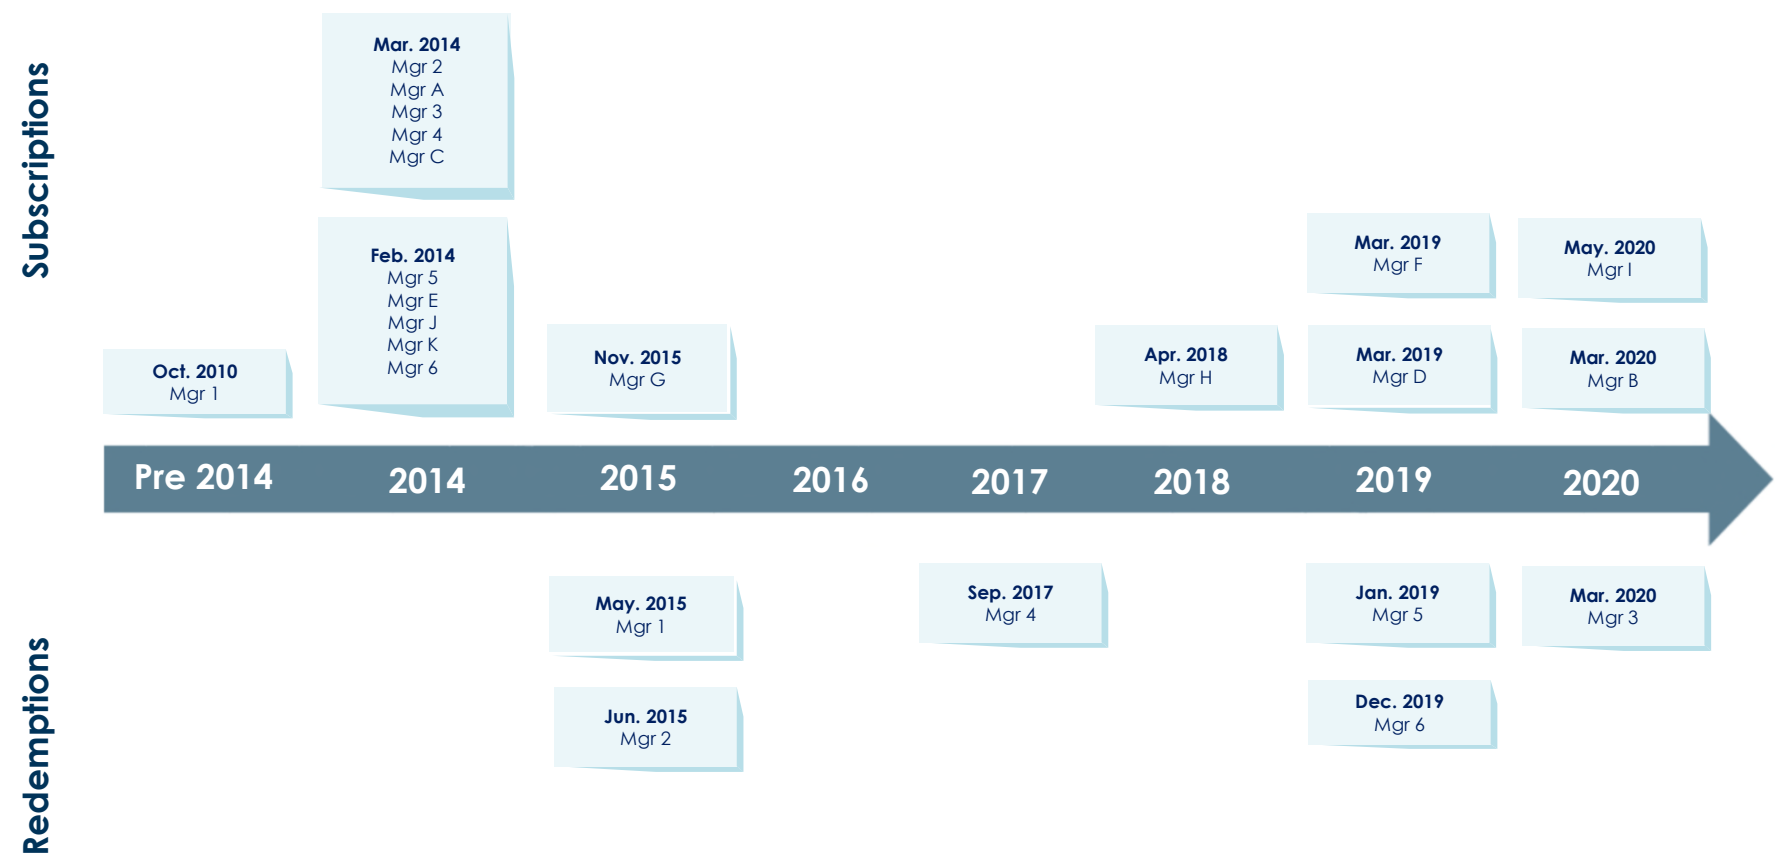 Subscriptions
Mar. 2014
Mgr 2
Mgr A
Mgr 3
Mgr 4
Mgr C
Feb. 2014
Mgr 5
Mgr E
Mgr J
Mgr K
Mgr 6
Oct. 2010
Mgr 1
Nov. 2015
Mgr G
Apr. 2018
Mgr H
Mar. 2019
Mgr F
Mar. 2019
Mgr D
May. 2020
Mgr I
Mar. 2020
Mgr B
Pre 2014
2014
2015
2016
2017
2018
2019
2020
Redemptions
May. 2015
Mgr 1
Jun. 2015
Mgr 2
Sep. 2017
Mgr 4
Jan. 2019
Mgr 5
Dec. 2019
Mgr 6
Mar. 2020
Mgr 3